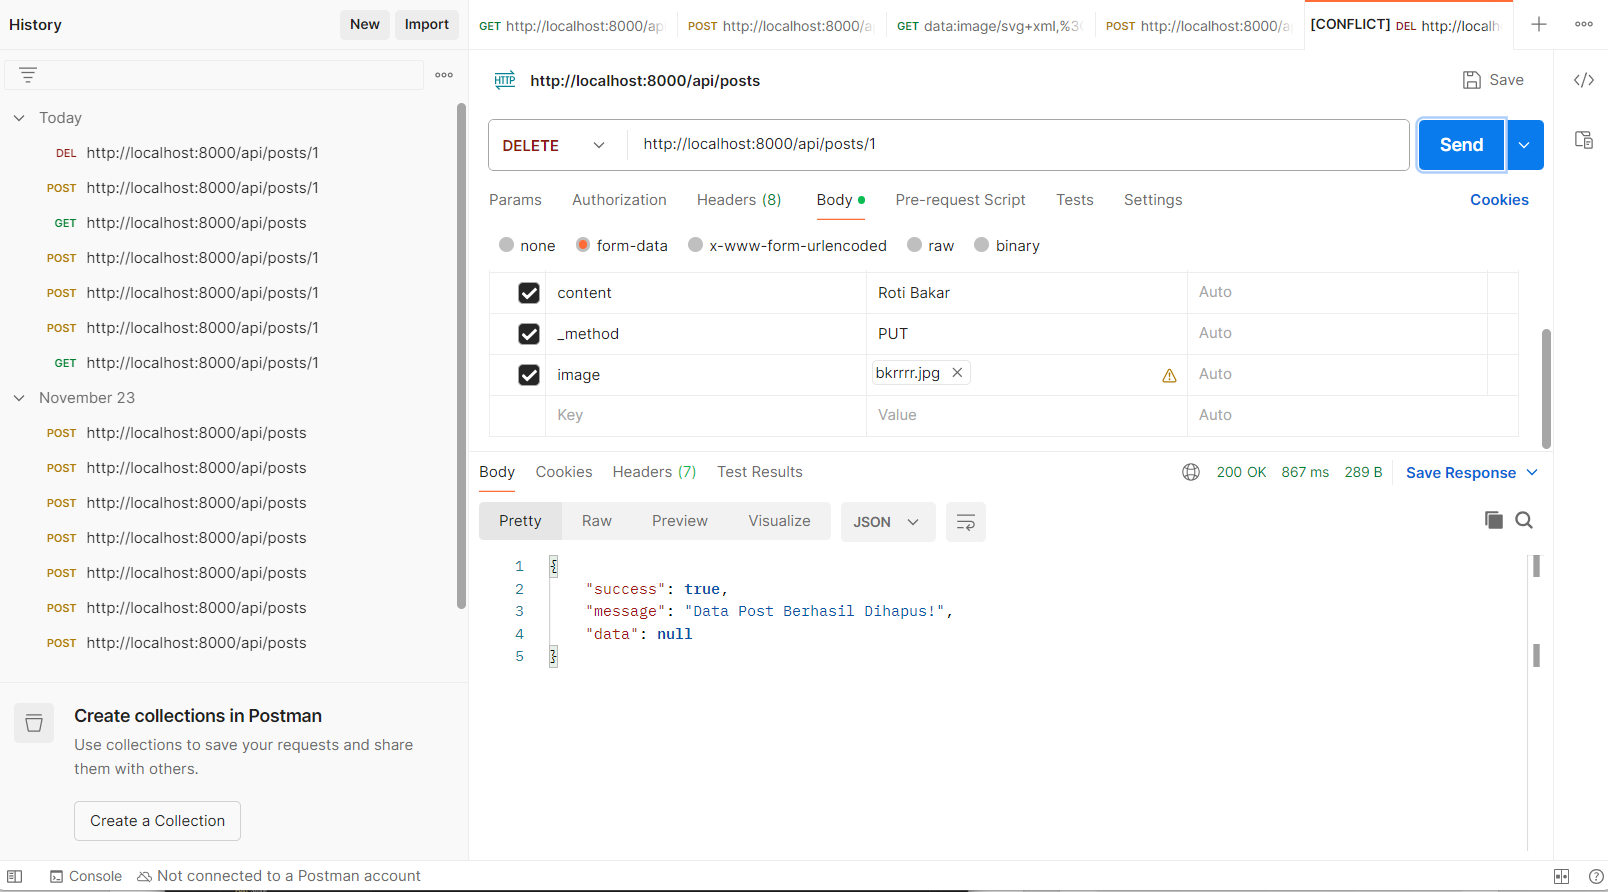 History
New
Import
GET http://localhost:8000/api
POST http://localhost:8000/a
GET data:image/svg+xml,%3
POST http://localhost:8000/a
[CONFLICT] DEL http://localh
http://localhost:8000/api/posts
Save
Today
DEL http://localhost:8000/api/posts/1
POST http://localhost:8000/api/posts/1
GET http://localhost:8000/api/posts
POST http://localhost:8000/api/posts/1
POST http://localhost:8000/api/posts/1
POST http://localhost:8000/api/posts/1
GET http://localhost:8000/api/posts/1
November 23
POST http://localhost:8000/api/posts
POST http://localhost:8000/api/posts
POST http://localhost:8000/api/posts
POST http://localhost:8000/api/posts
POST http://localhost:8000/api/posts
POST http://localhost:8000/api/posts
POST http://localhost:8000/api/posts
Create collections in Postman
Use collections to save your requests and share
them with others.
Create a Collection
DELETE http://localhost:8000/api/posts/1
Send
Params Authorization Headers (8) Body Pre-request Script Tests Settings Cookies
none form-data x-www-form-urlencoded raw binary
content Roti Bakar Auto
_method PUT Auto
image bkrrrr.jpg Auto
Key Value Auto
Body Cookies Headers (7) Test Results 200 OK 867 ms 289 B Save Response
Pretty Raw Preview Visualize JSON
1 {
2 "success": true,
3 "message": "Data Post Berhasil Dihapus!",
4 "data": null
5 }
Console Not connected to a Postman account